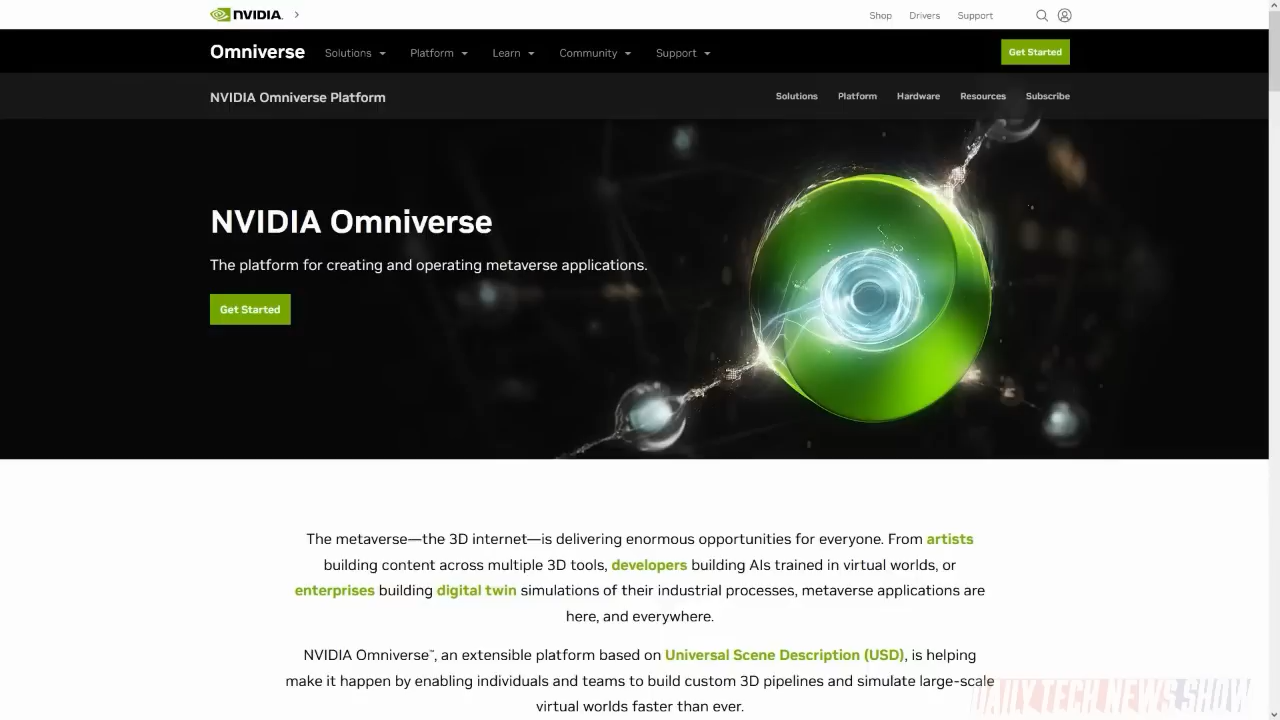 NVIDIA.
Shop Drivers Support
Omniverse Solutions Platform Learn Community Support Get Started
NVIDIA Omniverse Platform Solutions Platform Hardware Resources Subscribe
NVIDIA Omniverse
The platform for creating and operating metaverse applications.
Get Started
The metaverse—the 3D internet—is delivering enormous opportunities for everyone. From artists
building content across multiple 3D tools, developers building AIs trained in virtual worlds, or
enterprises building digital twin simulations of their industrial processes, metaverse applications are
here, and everywhere.
NVIDIA Omniverse™, an extensible platform based on Universal Scene Description (USD), is helping
make it happen by enabling individuals and teams to build custom 3D pipelines and simulate large-scale
virtual worlds faster than ever.
DAILY TECH NEWS SHOW